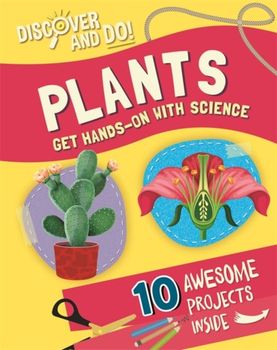 DISCOVER
AND DO!
PLANTS
GET HANDS-ON WITH SCIENCE
10 AWESOME
PROJECTS
INSIDE